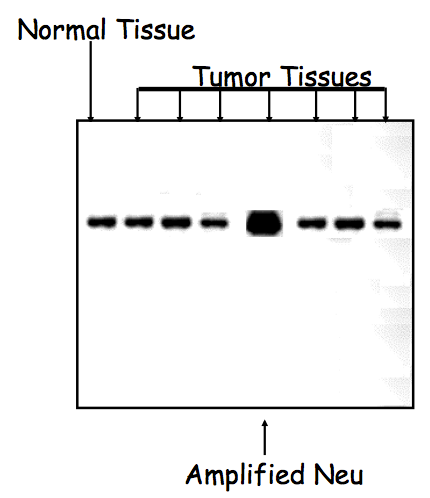 Normal Tissue
Tumor Tissues
Amplified Neu